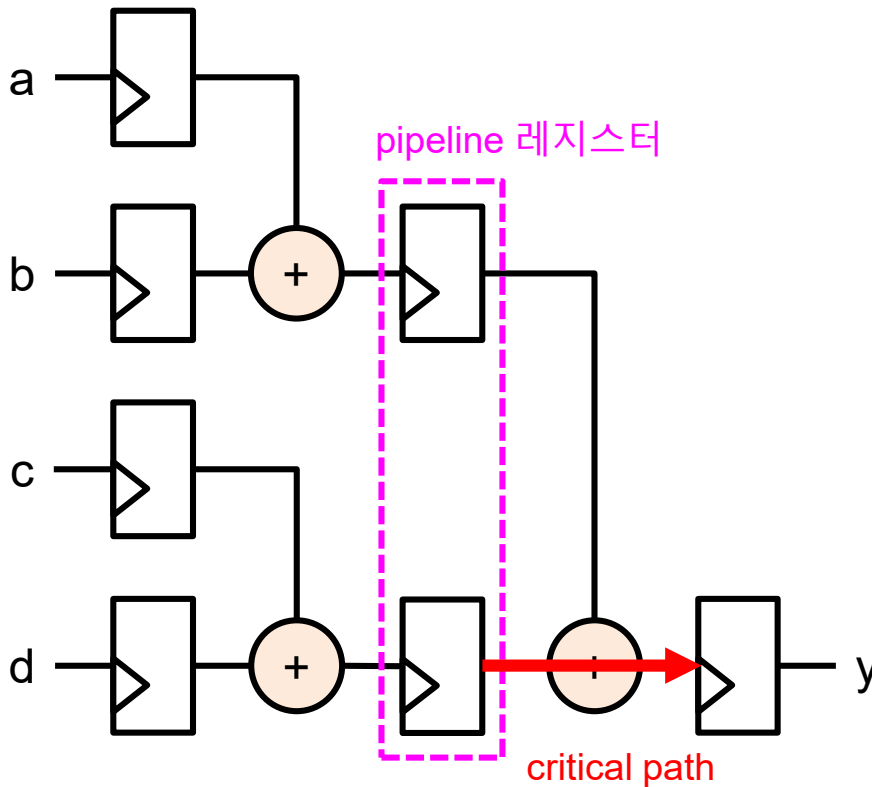 a
pipeline 레지스터
b
+
c
d
+
+
y
critical path